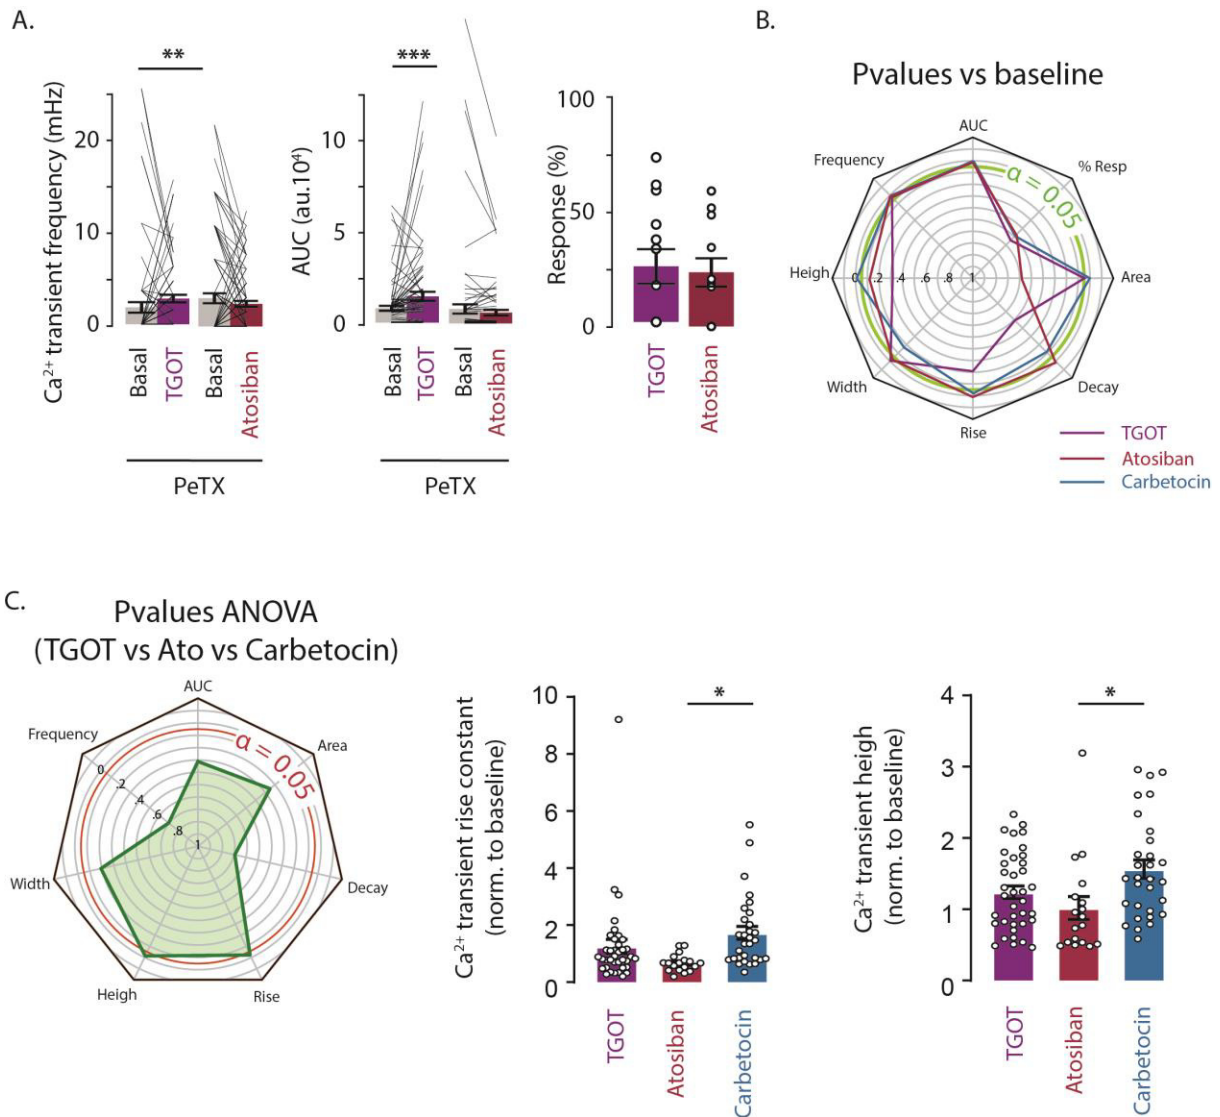 A.
**
Ca²⁺ transient frequency (mHz)
20
10
0
Basal
TGOT
Basal
Atosiban
PeTX
***
AUC (au.10⁴)
10
5
0
Basal
TGOT
Basal
Atosiban
PeTX
Response (%)
100
50
0
TGOT
Atosiban
B.
Pvalues vs baseline
AUC
% Resp
Area
Decay
Rise
Width
Heigh
Frequency
0 .2 .4 .6 .8 1
α = 0.05
TGOT
Atosiban
Carbetocin
C.
Pvalues ANOVA
(TGOT vs Ato vs Carbetocin)
AUC
Area
Decay
Rise
Heigh
Width
Frequency
0
.2
.4
.6
.8
1
α = 0.05
*
Ca²⁺ transient rise constant
(norm. to baseline)
10
8
6
4
2
0
TGOT
Atosiban
Carbetocin
*
Ca²⁺ transient heigh
(norm. to baseline)
4
3
2
1
0
TGOT
Atosiban
Carbetocin